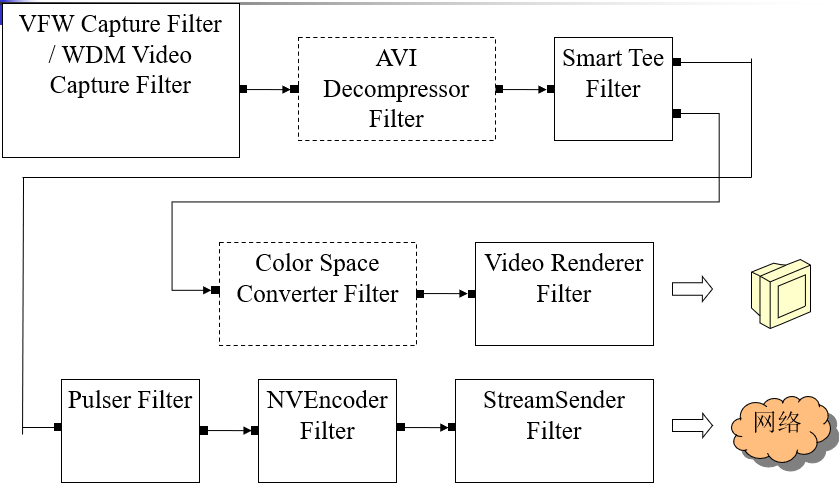 VFW Capture Filter
/ WDM Video
Capture Filter
AVI
Decompressor
Filter
Smart Tee
Filter
Color Space
Converter Filter
Video Renderer
Filter
Pulser Filter
NVEncoder
Filter
StreamSender
Filter
网络